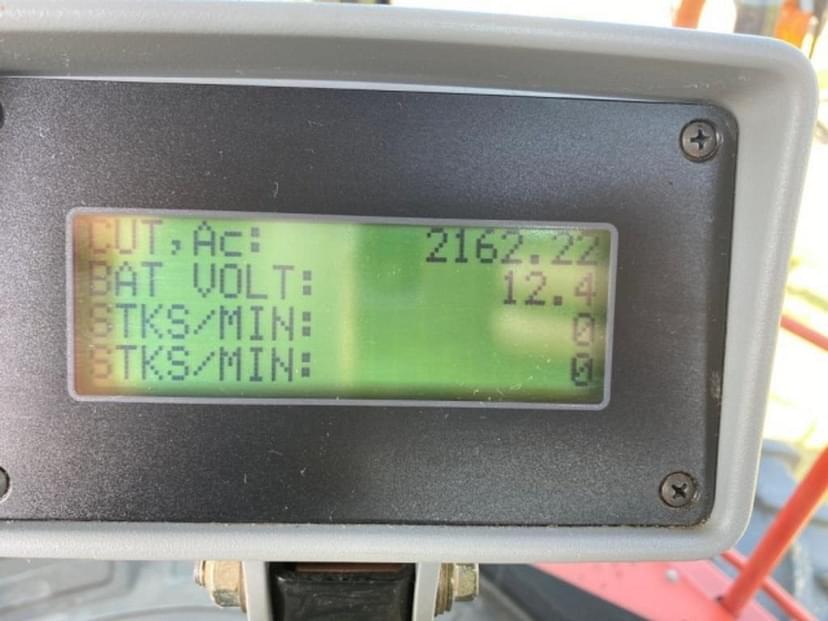 CUT,Ac: 2162.22
BAT VOLT: 12.4
STKS/MIN: 0
STKS/MIN: 0